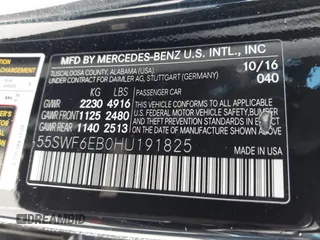 MFD BY MERCEDES-BENZ U.S. INTL., INC
TUSCALOOSA COUNTY, ALABAMA (USA)
UNDER CONTRACT FOR DAIMLER AG, STUTTGART (GERMANY)
10/16
040
KG LBS
PASSENGER CAR
GVWR 2230 4916
GAWR FRONT 1125 2480
GAWR REAR 1140 2513
THIS VEHICLE CONFORMS TO ALL APPLICABLE
U.S. FEDERAL MOTOR VEHICLE SAFETY, BUMPER
AND THEFT PREVENTION STANDARDS IN EFFECT
ON THE DATE OF MANUFACTURE SHOWN ABOVE
55SWF6EB0HU191825
USA
DREAMBID